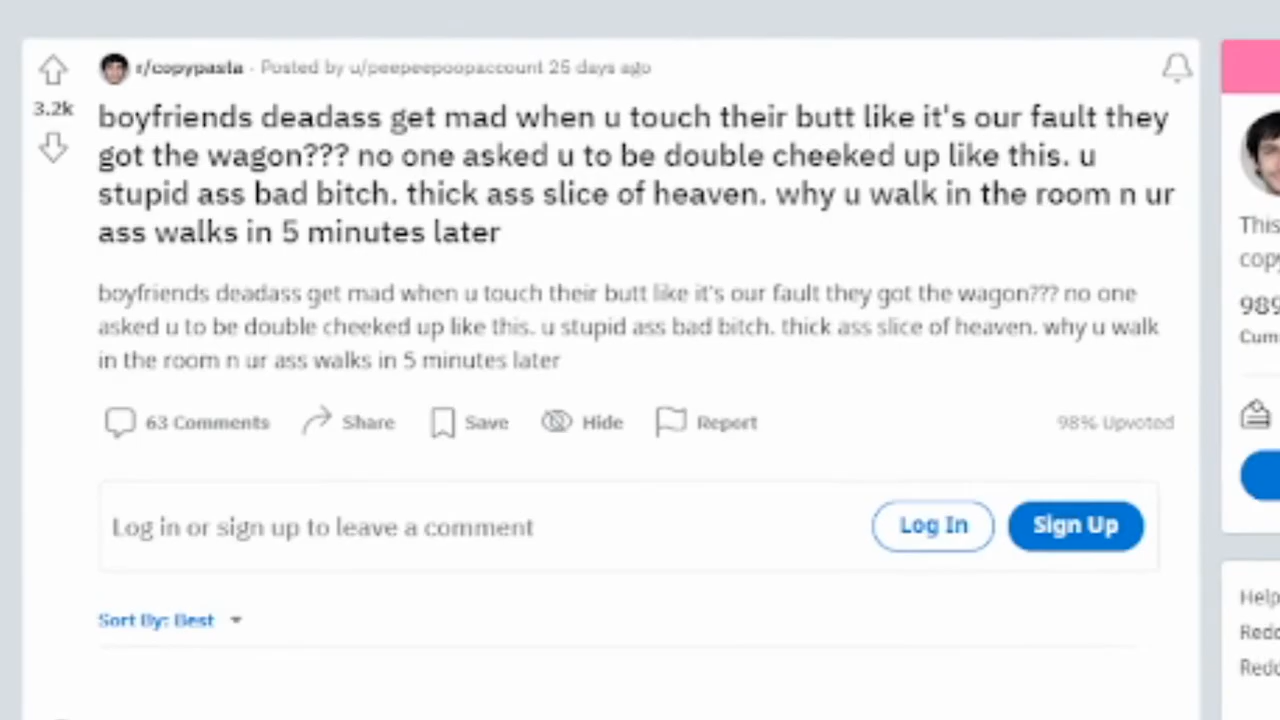 r/copypasta · Posted by u/peepeepoopaccount 25 days ago
3.2k
boyfriends deadass get mad when u touch their butt like it's our fault they
got the wagon??? no one asked u to be double cheeked up like this. u
stupid ass bad bitch. thick ass slice of heaven. why u walk in the room n ur
ass walks in 5 minutes later
boyfriends deadass get mad when u touch their butt like it's our fault they got the wagon??? no one
asked u to be double cheeked up like this. u stupid ass bad bitch. thick ass slice of heaven. why u walk
in the room n ur ass walks in 5 minutes later
63 Comments Share Save Hide Report 98% Upvoted
Log in or sign up to leave a comment Log In Sign Up
Sort By: Best
This
cop
989
Cum
Help
Redd
Redd